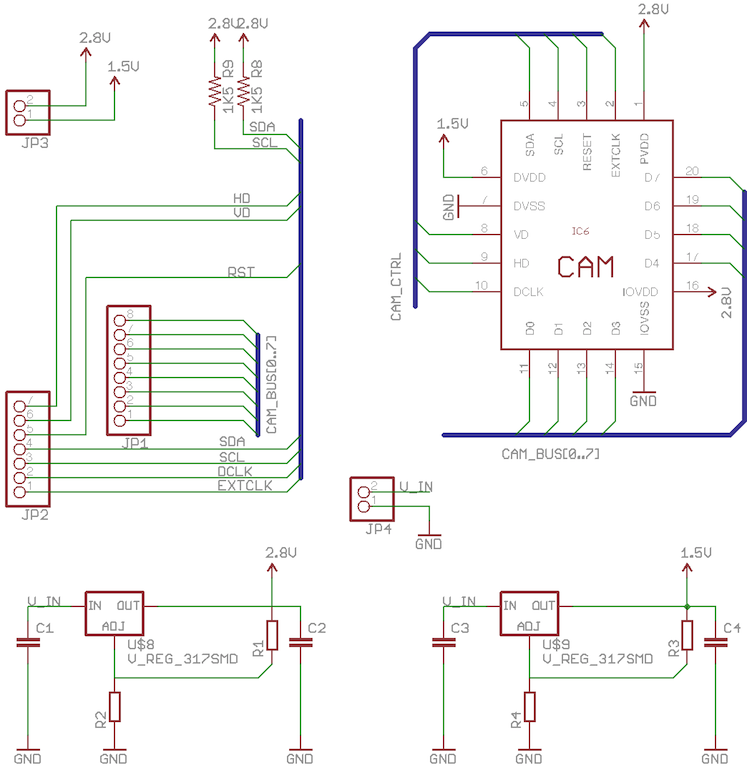 2.8V
1.5V
2
1
JP3
2.8V
2.8V
R9
1K5
R8
1K5
SDA
SCL
HD
VD
RST
8
7
6
5
4
3
2
1
JP1
CAM_BUS[0..7]
7
6
5
4
3
2
1
JP2
SDA
SCL
DCLK
EXTCLK
2.8V
5
4
3
2
1
SDA
SCL
RESET
EXTCLK
PVDD
1.5V
6
DVDD
GND
7
DVSS
8
VD
9
HD
10
DCLK
CAM_CTRL
IC6
CAM
D7
20
D6
19
D5
18
D4
17
IOVDD
16
2.8V
D0
D1
D2
D3
IOVSS
11
12
13
14
15
GND
CAM_BUS[0..7]
2
V_IN
1
JP4
GND
2.8V
V_IN
IN
OUT
ADJ
C1
U$8
V_REG_317SMD
R1
C2
R2
GND
GND
GND
1.5V
V_IN
IN
OUT
ADJ
C3
U$9
V_REG_317SMD
R3
C4
R4
GND
GND
GND